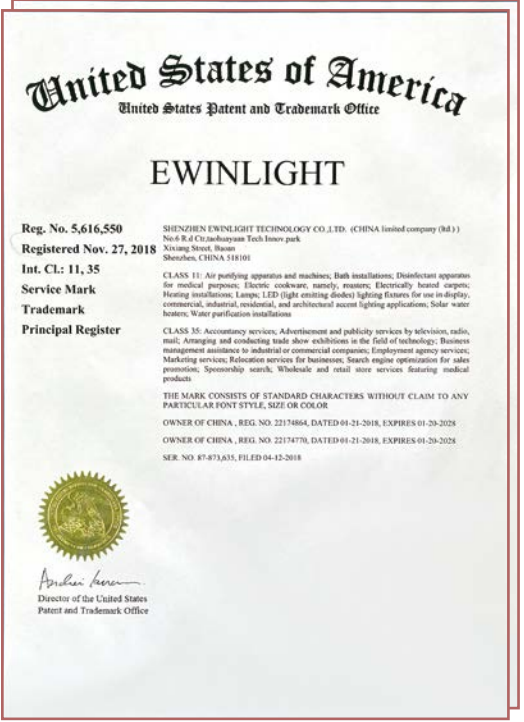 United States of America
United States Patent and Trademark Office
EWINLIGHT
Reg. No. 5,616,550
Registered Nov. 27, 2018
Int. Cl.: 11, 35
Service Mark
Trademark
Principal Register
SHENZHEN EWINLIGHT TECHNOLOGY CO.,LTD. (CHINA limited company (ltd.) )
No.6 R.d Ctr,taohuayuan Tech.Innov.park
Xixiang Street, Baoan
Shenzhen, CHINA 518101
CLASS 11: Air purifying apparatus and machines; Bath installations; Disinfectant apparatus
for medical purposes; Electric cookware, namely, roasters; Electrically heated carpets;
Heating installations; Lamps; LED (light emitting diodes) lighting fixtures for use in display,
commercial, industrial, residential, and architectural accent lighting applications; Solar water
heaters; Water purification installations
CLASS 35: Accountancy services; Advertisement and publicity services by television, radio,
mail; Arranging and conducting trade show exhibitions in the field of technology; Business
management assistance to industrial or commercial companies; Employment agency services;
Marketing services; Relocation services for businesses; Search engine optimization for sales
promotion; Sponsorship search; Wholesale and retail store services featuring medical
products
THE MARK CONSISTS OF STANDARD CHARACTERS WITHOUT CLAIM TO ANY
PARTICULAR FONT STYLE, SIZE OR COLOR
OWNER OF CHINA , REG. NO. 22174864, DATED 01-21-2018, EXPIRES 01-20-2028
OWNER OF CHINA , REG. NO. 22174770, DATED 01-21-2018, EXPIRES 01-20-2028
SER. NO. 87-873,635, FILED 04-12-2018
Director of the United States
Patent and Trademark Office